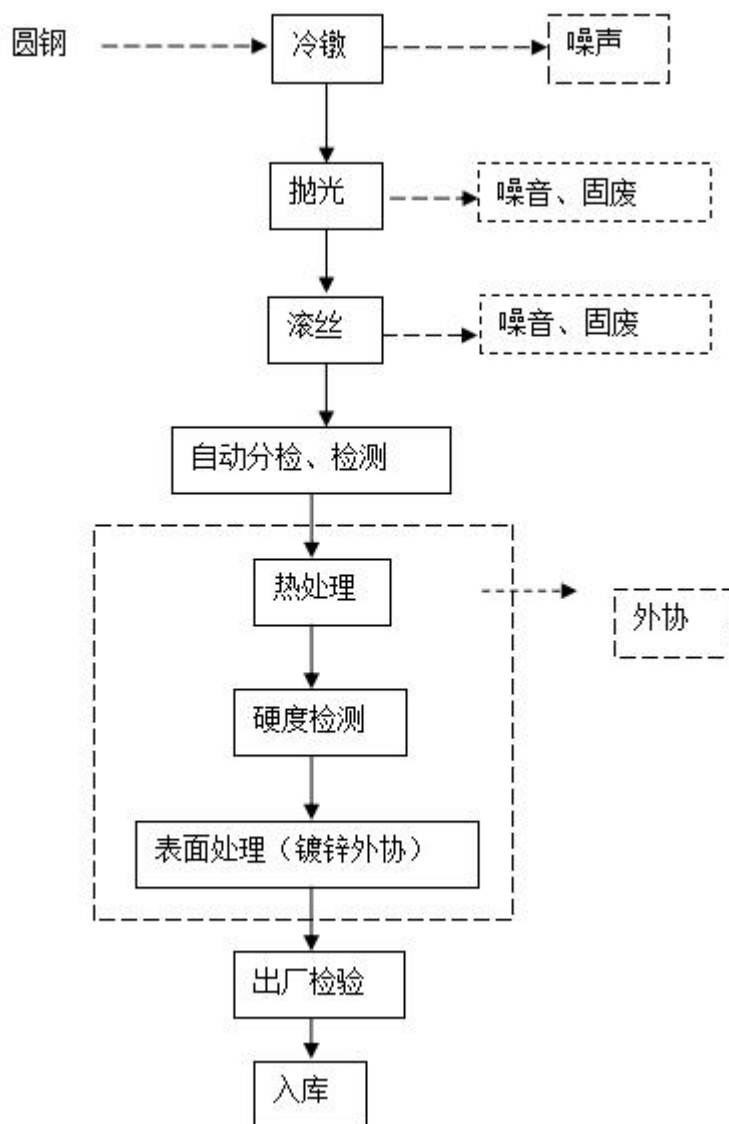 圆钢
冷镦
噪声
抛光
噪音、固废
滚丝
噪音、固废
自动分检、检测
热处理
外协
硬度检测
表面处理（镀锌外协）
出厂检验
入库